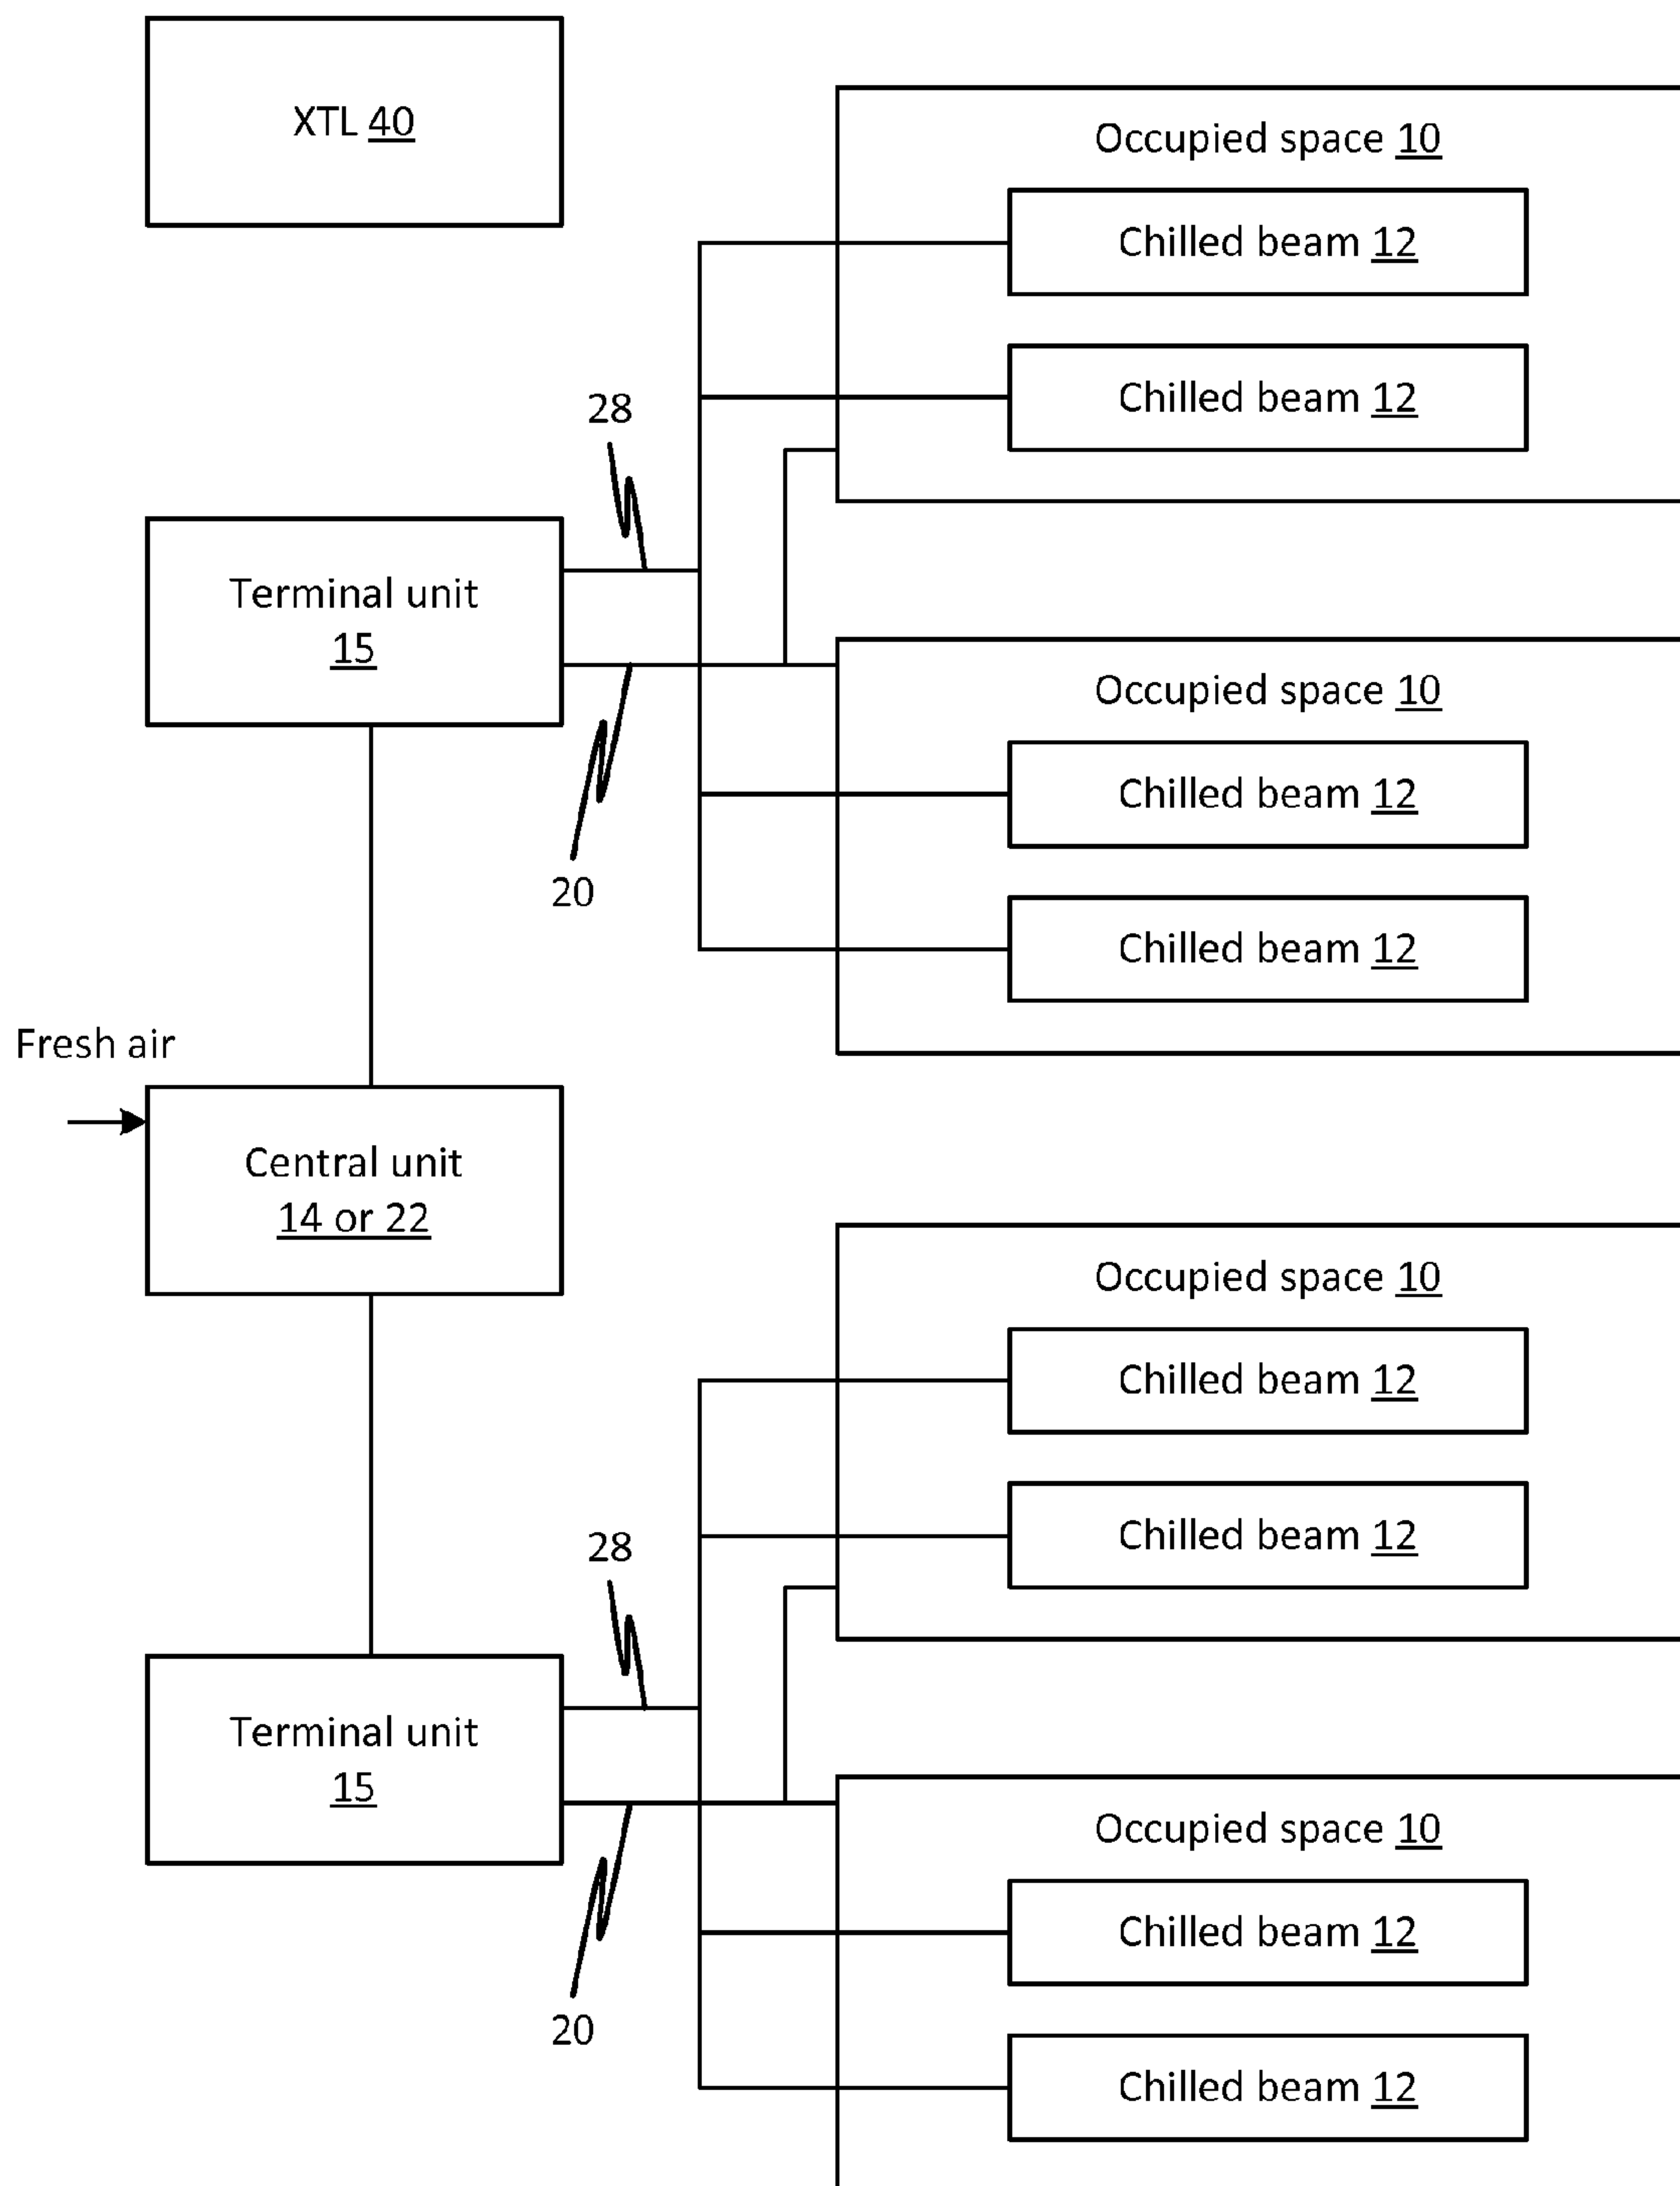 XTL 40
Occupied space 10
Chilled beam 12
Chilled beam 12
28
Terminal unit
15
20
Occupied space 10
Chilled beam 12
Chilled beam 12
Fresh air
Central unit
14 or 22
Occupied space 10
Chilled beam 12
Chilled beam 12
28
Terminal unit
15
20
Occupied space 10
Chilled beam 12
Chilled beam 12